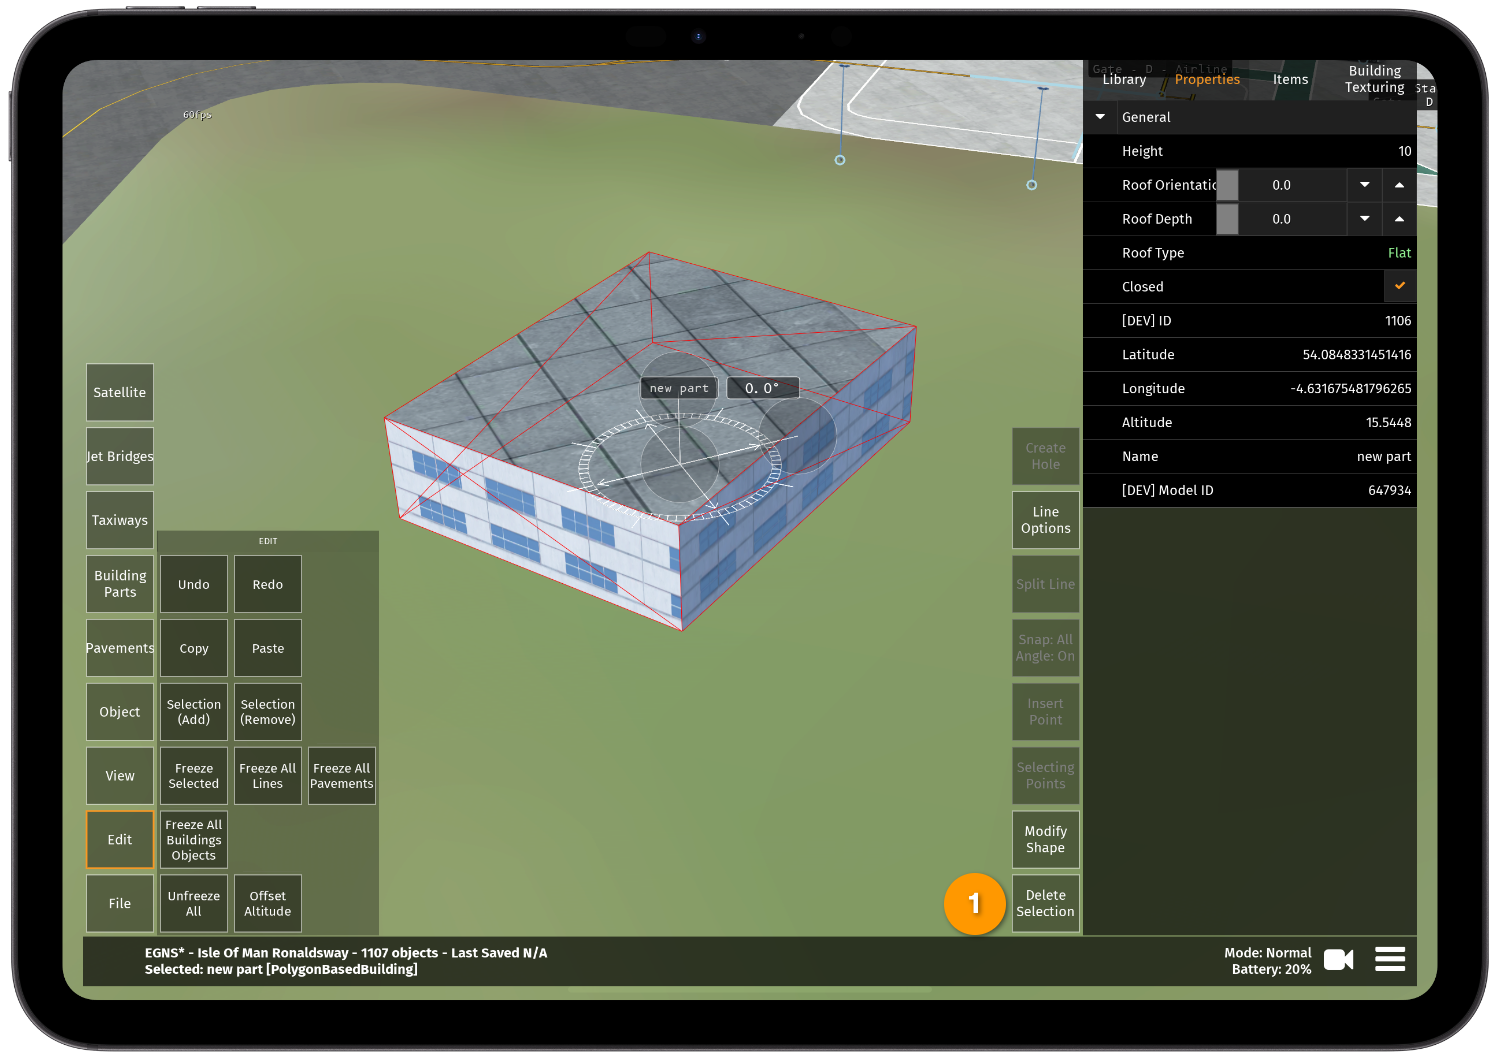 Gate - D - Airline
Library
Properties
Items
Building
Texturing
Sta
D
60fps
General
Height
10
Roof Orientatic
0.0
Roof Depth
0.0
Roof Type
Flat
Closed
[DEV] ID
1106
Latitude
54.0848331451416
Longitude
-4.631675481796265
Altitude
15.5448
Name
new part
[DEV] Model ID
647934
new part
0.0°
Satellite
Jet Bridges
Taxiways
Building
Parts
Pavements
Object
View
Edit
File
EDIT
Undo
Redo
Copy
Paste
Selection
(Add)
Selection
(Remove)
Freeze
Selected
Freeze All
Lines
Freeze All
Pavements
Freeze All
Buildings
Objects
Unfreeze
All
Offset
Altitude
Create
Hole
Line
Options
Split Line
Snap: All
Angle: On
Insert
Point
Selecting
Points
Modify
Shape
1
Delete
Selection
EGNS* - Isle Of Man Ronaldsway - 1107 objects - Last Saved N/A
Selected: new part [PolygonBasedBuilding]
Mode: Normal
Battery: 20%